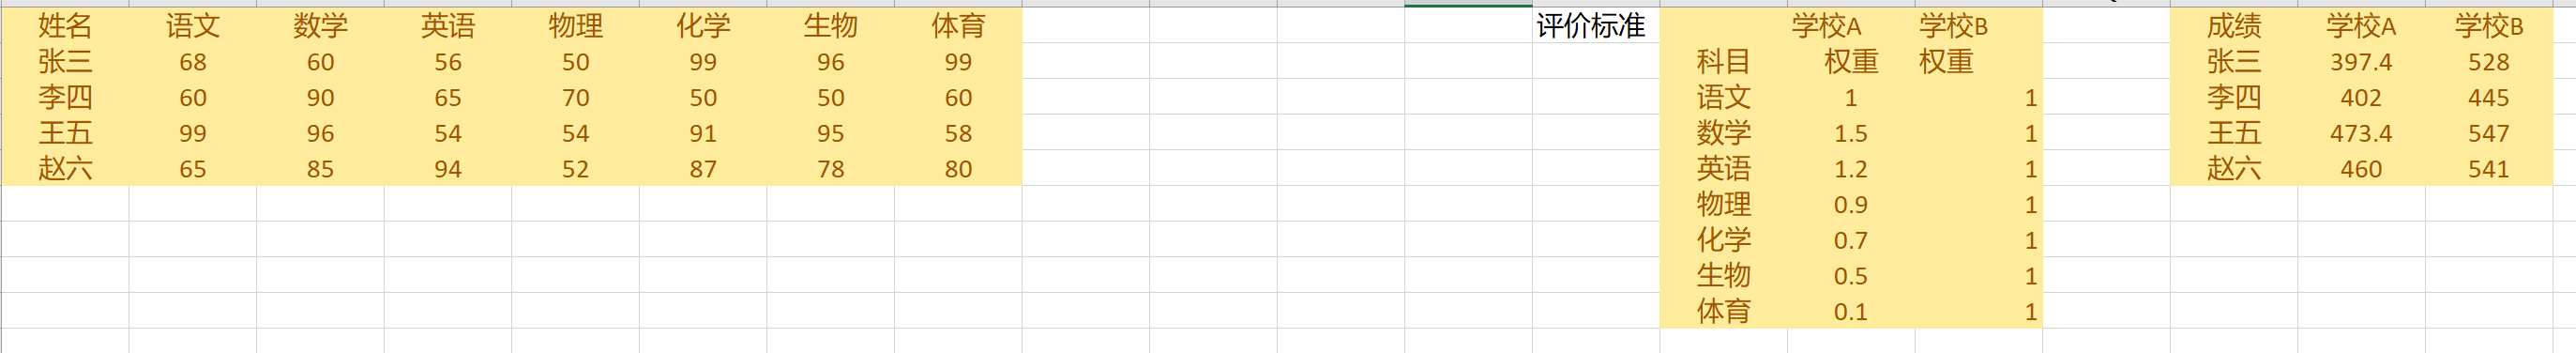 姓名 语文 数学 英语 物理 化学 生物 体育 评价标准 学校A 学校B 成绩 学校A 学校B
张三 68 60 56 50 99 96 99 科目 权重 权重 张三 397.4 528
李四 60 90 65 70 50 50 60 语文 1 1 李四 402 445
王五 99 96 54 54 91 95 58 数学 1.5 1 王五 473.4 547
赵六 65 85 94 52 87 78 80 英语 1.2 1 赵六 460 541
物理 0.9 1
化学 0.7 1
生物 0.5 1
体育 0.1 1